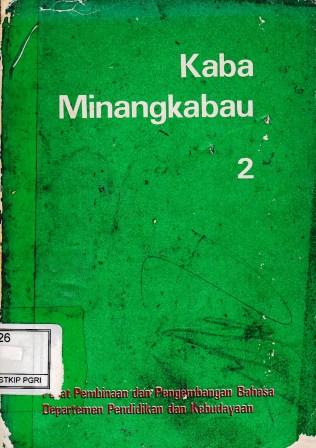 Kaba
Minangkabau
2
26
STKIP PGRI
Pusat Pembinaan dan Pengembangan Bahasa
Departemen Pendidikan dan Kebudayaan